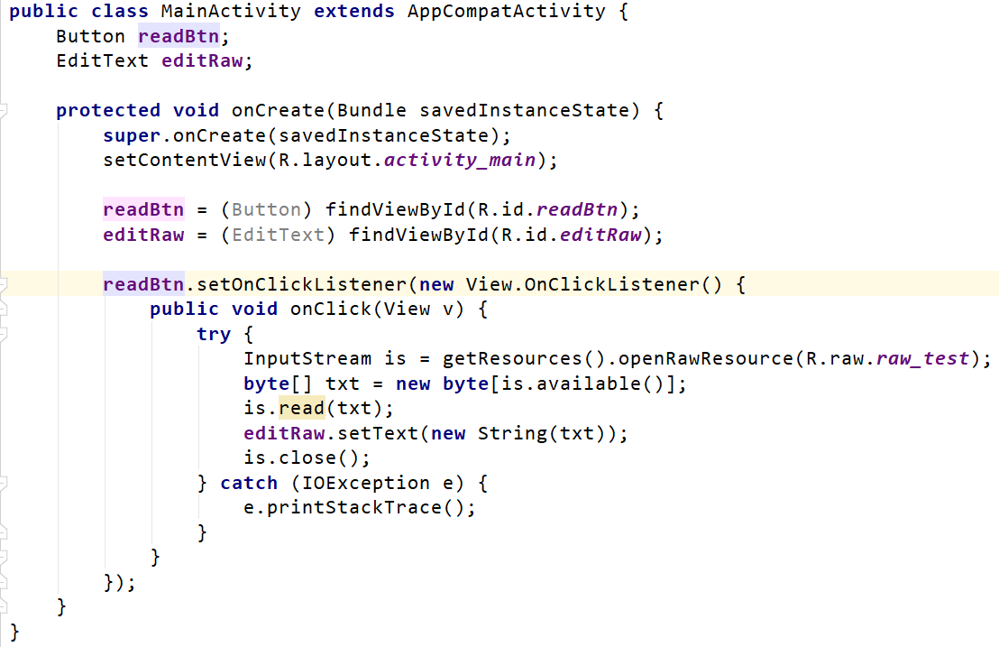 public class MainActivity extends AppCompatActivity {
    Button readBtn;
    EditText editRaw;

    protected void onCreate(Bundle savedInstanceState) {
        super.onCreate(savedInstanceState);
        setContentView(R.layout.activity_main);

        readBtn = (Button) findViewById(R.id.readBtn);
        editRaw = (EditText) findViewById(R.id.editRaw);

        readBtn.setOnClickListener(new View.OnClickListener() {
            public void onClick(View v) {
                try {
                    InputStream is = getResources().openRawResource(R.raw.raw_test);
                    byte[] txt = new byte[is.available()];
                    is.read(txt);
                    editRaw.setText(new String(txt));
                    is.close();
                } catch (IOException e) {
                    e.printStackTrace();
                }
            }
        });
    }
}